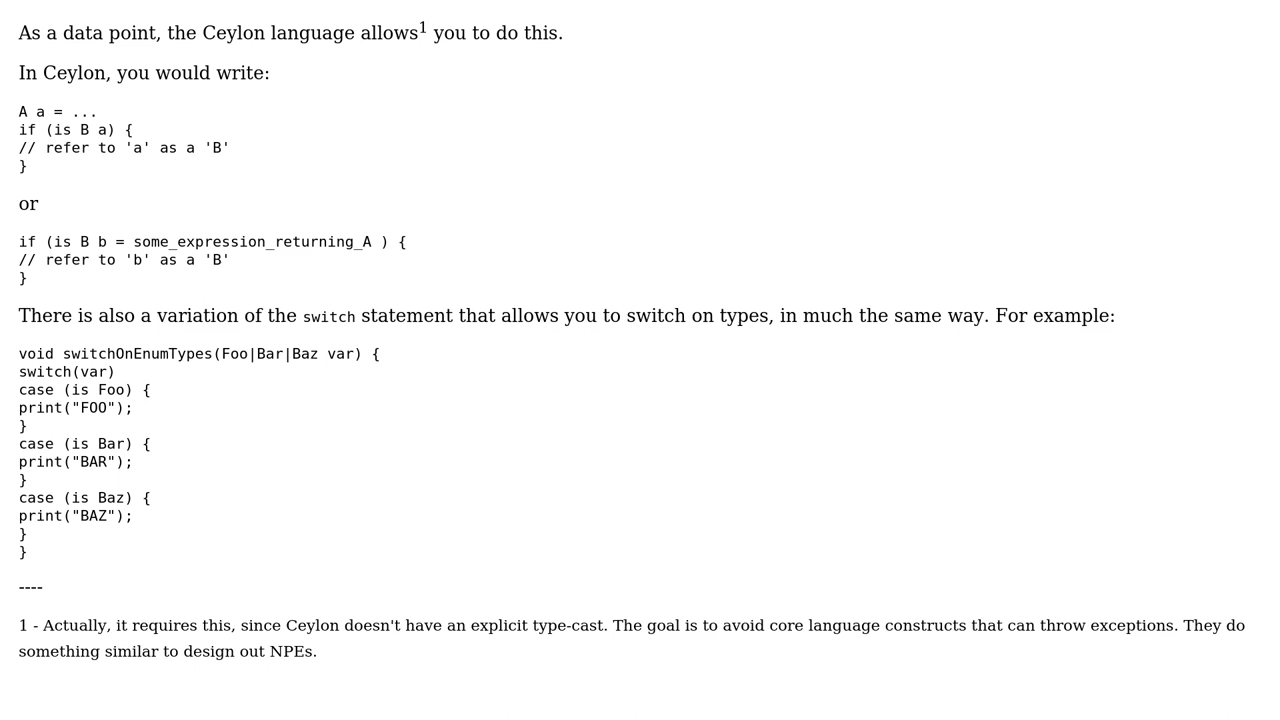 As a data point, the Ceylon language allows1 you to do this.
In Ceylon, you would write:
A a = ...
if (is B a) {
// refer to 'a' as a 'B'
}
or
if (is B b = some_expression_returning_A ) {
// refer to 'b' as a 'B'
}
There is also a variation of the switch statement that allows you to switch on types, in much the same way. For example:
void switchOnEnumTypes(Foo|Bar|Baz var) {
switch(var)
case (is Foo) {
print("FOO");
}
case (is Bar) {
print("BAR");
}
case (is Baz) {
print("BAZ");
}
}
----
1 - Actually, it requires this, since Ceylon doesn't have an explicit type-cast. The goal is to avoid core language constructs that can throw exceptions. They do
something similar to design out NPEs.